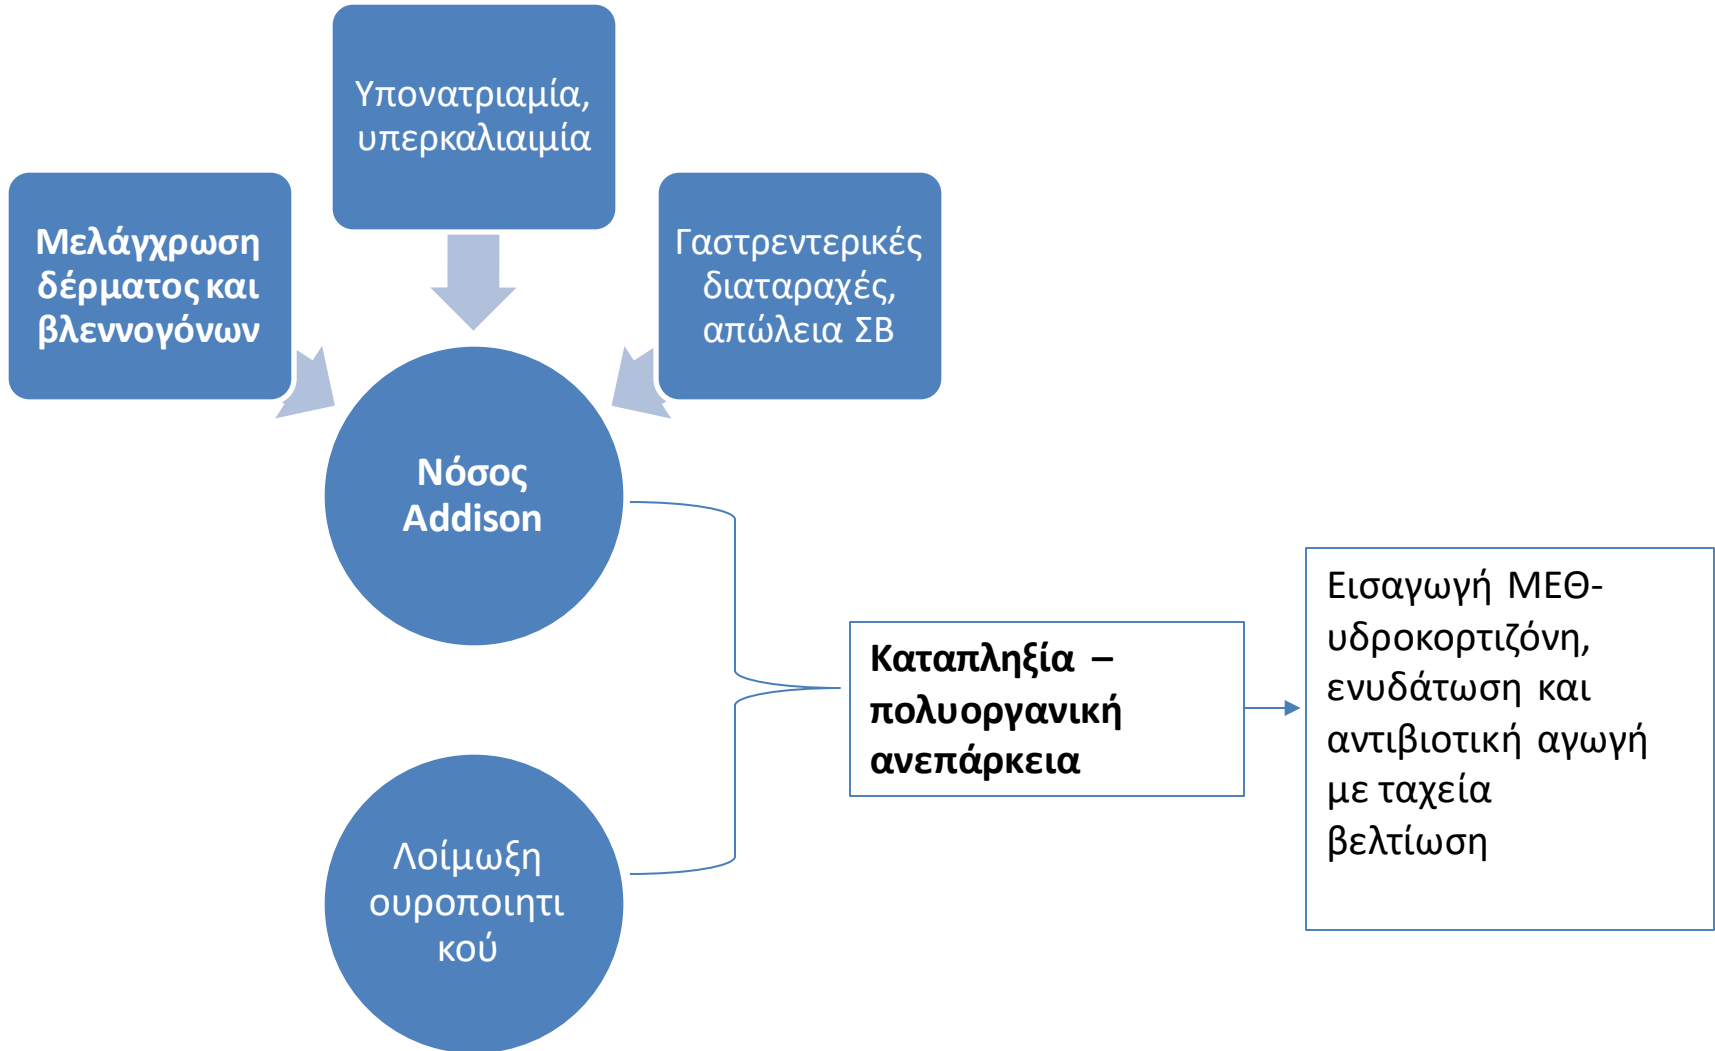 Υπονατριαμία,
υπερκαλιαιμία
Μελάγχρωση
δέρματος και
βλεννογόνων
Γαστρεντερικές
διαταραχές,
απώλεια ΣΒ
Νόσος
Addison
Λοίμωξη
ουροποιητι
κού
Καταπληξία –
πολυοργανική
ανεπάρκεια
Εισαγωγή ΜΕΘ-
υδροκορτιζόνη,
ενυδάτωση και
αντιβιοτική αγωγή
με ταχεία
βελτίωση